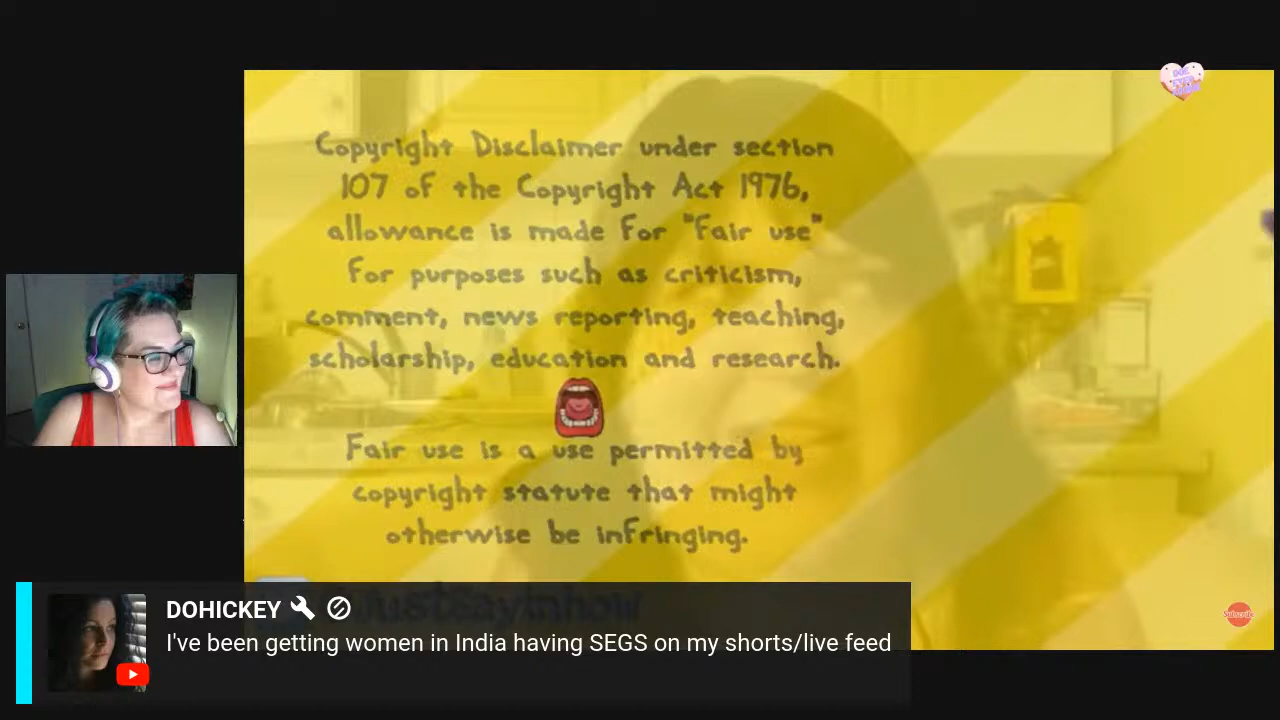 Copyright Disclaimer under section
107 of the Copyright Act 1976,
allowance is made for "Fair use"
for purposes such as criticism,
comment, news reporting, teaching,
scholarship, education and research.
Fair use is a use permitted by
copyright statute that might
otherwise be infringing.
Subscribe
DOHICKEY
I've been getting women in India having SEGS on my shorts/live feed